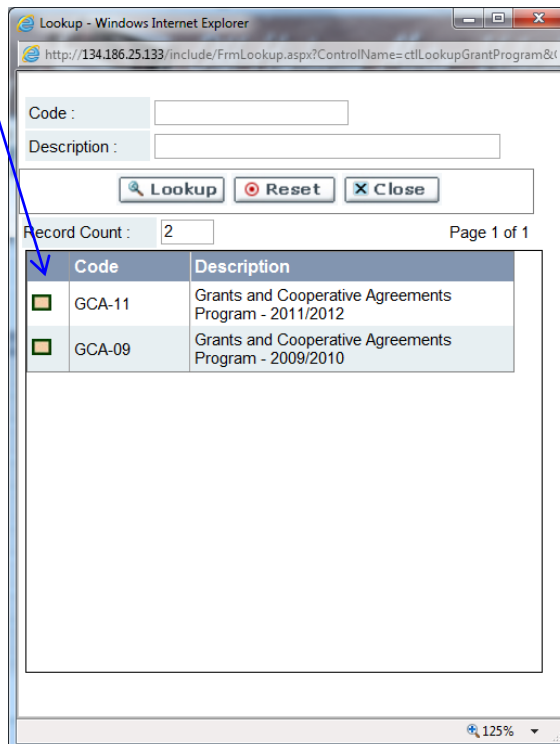 Lookup - Windows Internet Explorer
http://134.186.25.133/include/FrmLookup.aspx?ControlName=ctlLookupGrantProgram&
Code :
Description :
Lookup Reset Close
Record Count : 2 Page 1 of 1
Code Description
GCA-11 Grants and Cooperative Agreements
Program - 2011/2012
GCA-09 Grants and Cooperative Agreements
Program - 2009/2010
125%